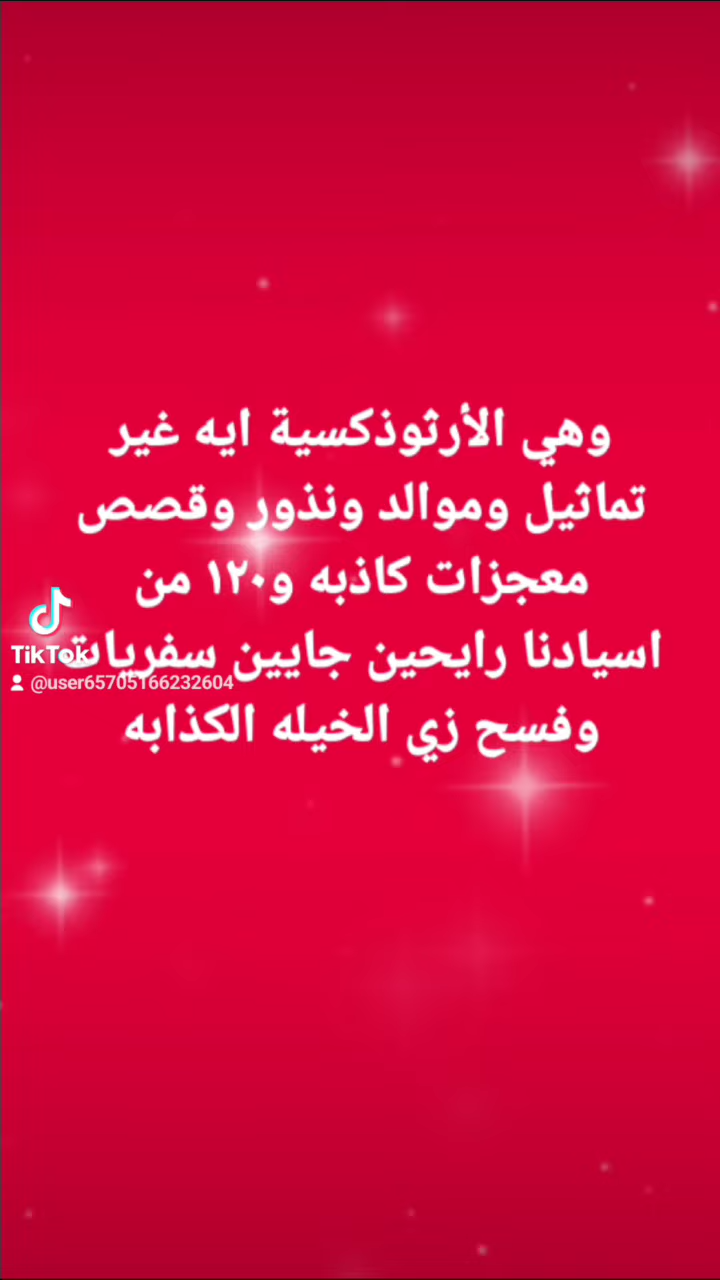 وهي الأرثوذكسية ايه غير
تماثيل وموالد ونذور وقصص
معجزات كاذبه و١٢٠ من
اسيادنا رايحين جايين سفريات
وفسح زي الخيله الكذابه
TikTok
@user65705166232604